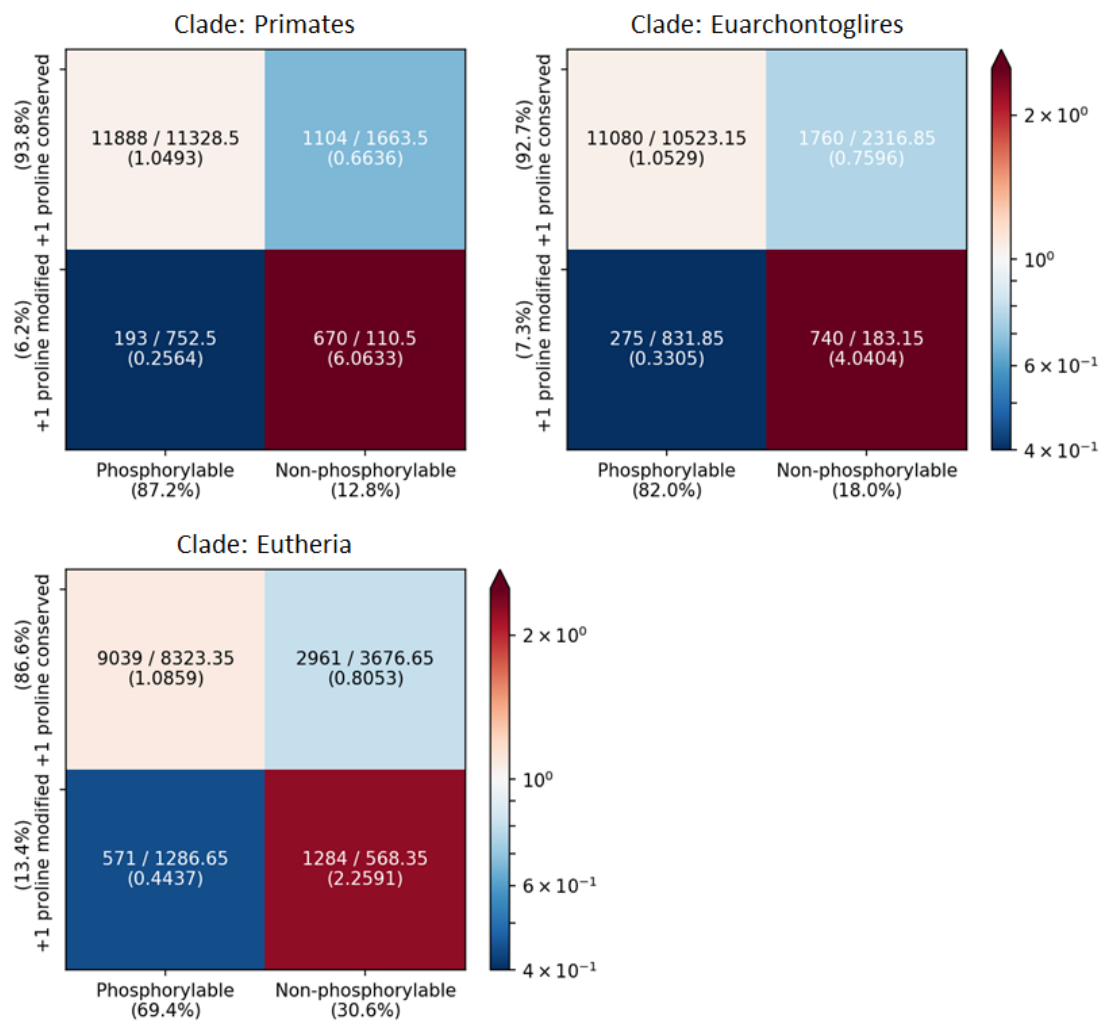 Clade: Primates
+1 proline conserved
(93.8%)
11888 / 11328.5
(1.0493)
1104 / 1663.5
(0.6636)
+1 proline modified
(6.2%)
193 / 752.5
(0.2564)
670 / 110.5
(6.0633)
Phosphorylable
(87.2%)
Non-phosphorylable
(12.8%)
Clade: Euarchontoglires
+1 proline conserved
(92.7%)
11080 / 10523.15
(1.0529)
1760 / 2316.85
(0.7596)
+1 proline modified
(7.3%)
275 / 831.85
(0.3305)
740 / 183.15
(4.0404)
Phosphorylable
(82.0%)
Non-phosphorylable
(18.0%)
2 × 10⁰
10⁰
6 × 10⁻¹
4 × 10⁻¹
Clade: Eutheria
+1 proline conserved
(86.6%)
9039 / 8323.35
(1.0859)
2961 / 3676.65
(0.8053)
+1 proline modified
(13.4%)
571 / 1286.65
(0.4437)
1284 / 568.35
(2.2591)
Phosphorylable
(69.4%)
Non-phosphorylable
(30.6%)
2 × 10⁰
10⁰
6 × 10⁻¹
4 × 10⁻¹